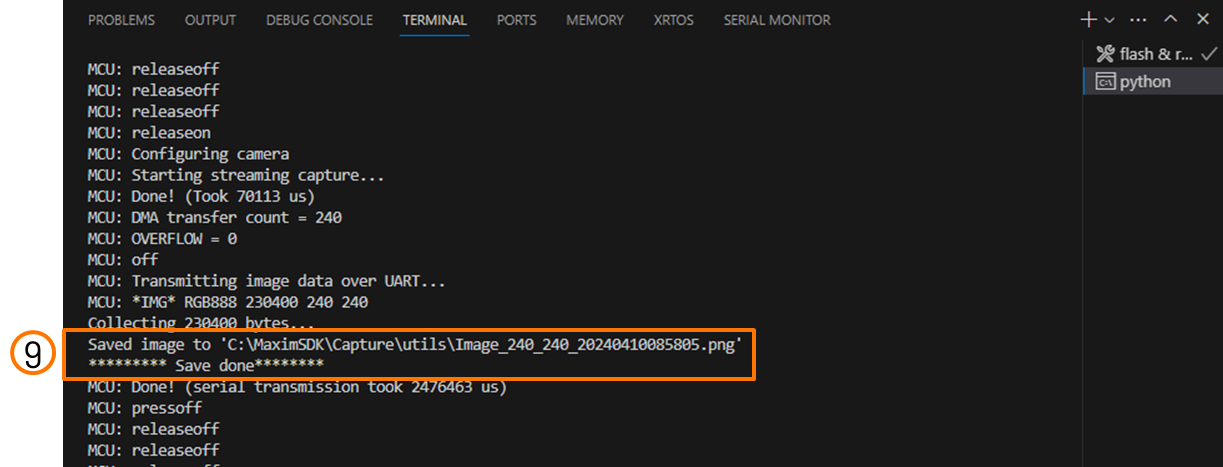 PROBLEMS OUTPUT DEBUG CONSOLE TERMINAL PORTS MEMORY XRTOS SERIAL MONITOR
flash & r...
python
MCU: releaseoff
MCU: releaseoff
MCU: releaseoff
MCU: releaseon
MCU: Configuring camera
MCU: Starting streaming capture...
MCU: Done! (Took 70113 us)
MCU: DMA transfer count = 240
MCU: OVERFLOW = 0
MCU: off
MCU: Transmitting image data over UART...
MCU: *IMG* RGB888 230400 240 240
Collecting 230400 bytes...
9
Saved image to 'C:\MaximSDK\Capture\utils\Image_240_240_20240410085805.png'
********* Save done********
MCU: Done! (serial transmission took 2476463 us)
MCU: pressoff
MCU: releaseoff
MCU: releaseoff